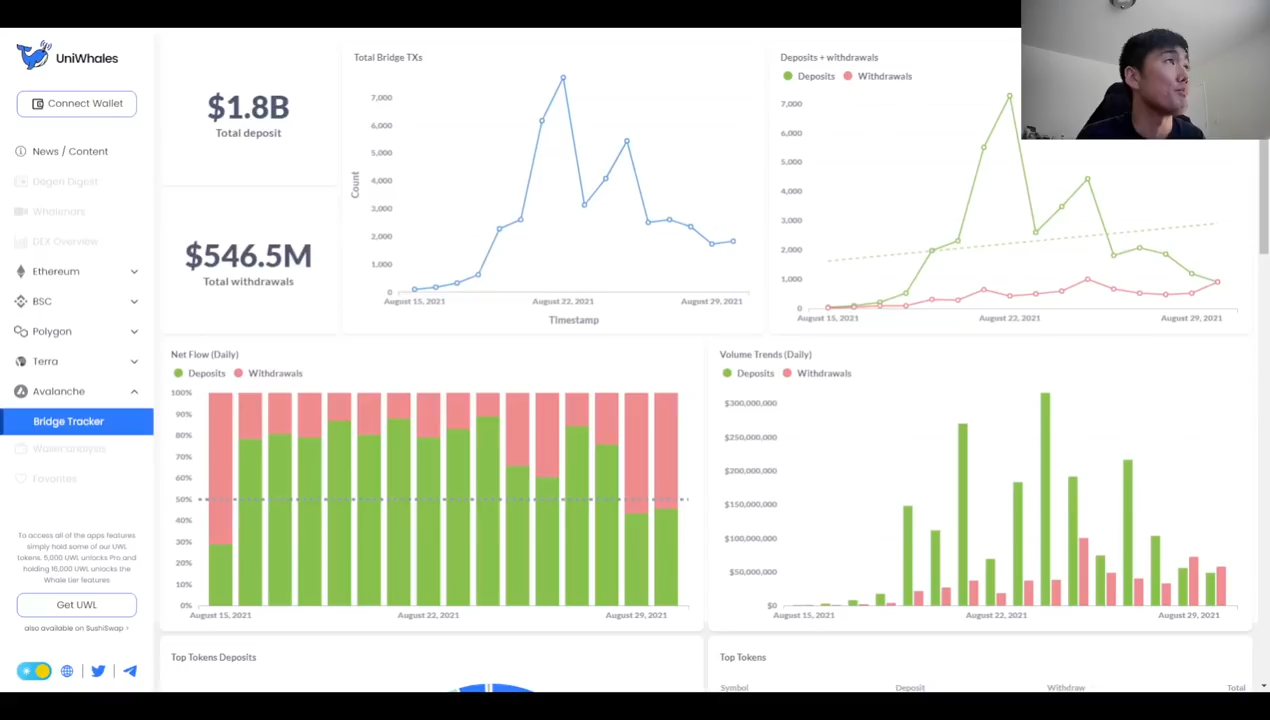 UniWhales
Connect Wallet
News / Content
Degen Digest
Whalehars
DEX Overview
Ethereum
BSC
Polygon
Terra
Avalanche
Bridge Tracker
Wallet analysis
Favorites
To access all of the apps features
simply hold some of our UWL
tokens. 5,000 UWL unlocks Pro and
holding 16,000 UWL unlocks the
Whale tier features
Get UWL
also available on SushiSwap >
$1.8B
Total deposit
$546.5M
Total withdrawals
Total Bridge TXs
7,000
6,000
5,000
4,000
3,000
2,000
1,000
0
Count
August 15, 2021 August 22, 2021 August 29, 2021
Timestamp
Deposits + withdrawals
Deposits Withdrawals
7,000
6,000
5,000
4,000
3,000
2,000
1,000
0
August 15, 2021 August 22, 2021 August 29, 2021
Net Flow (Daily)
Deposits Withdrawals
100%
90%
80%
70%
60%
50%
40%
30%
20%
10%
0%
August 15, 2021 August 22, 2021 August 29, 2021
Volume Trends (Daily)
Deposits Withdrawals
$300,000,000
$250,000,000
$200,000,000
$150,000,000
$100,000,000
$50,000,000
$0
August 15, 2021 August 22, 2021 August 29, 2021
Top Tokens Deposits
Top Tokens
Symbol Deposit Withdraw Total